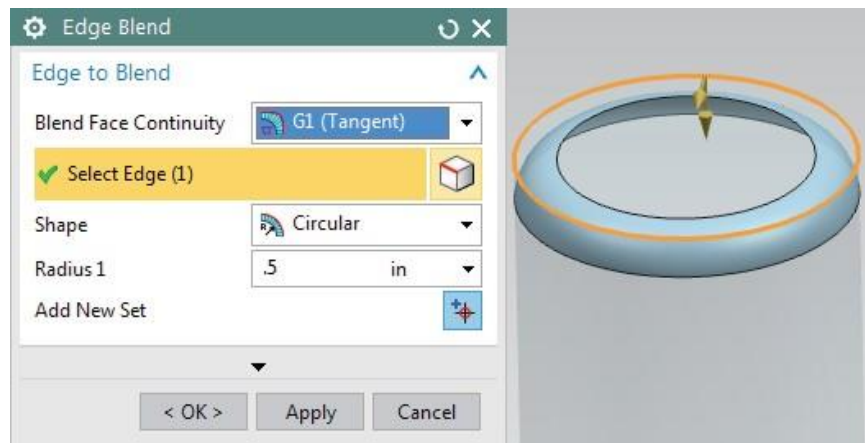 Edge Blend
Edge to Blend
Blend Face Continuity G1 (Tangent)
Select Edge (1)
Shape Circular
Radius 1 .5 in
Add New Set
< OK > Apply Cancel